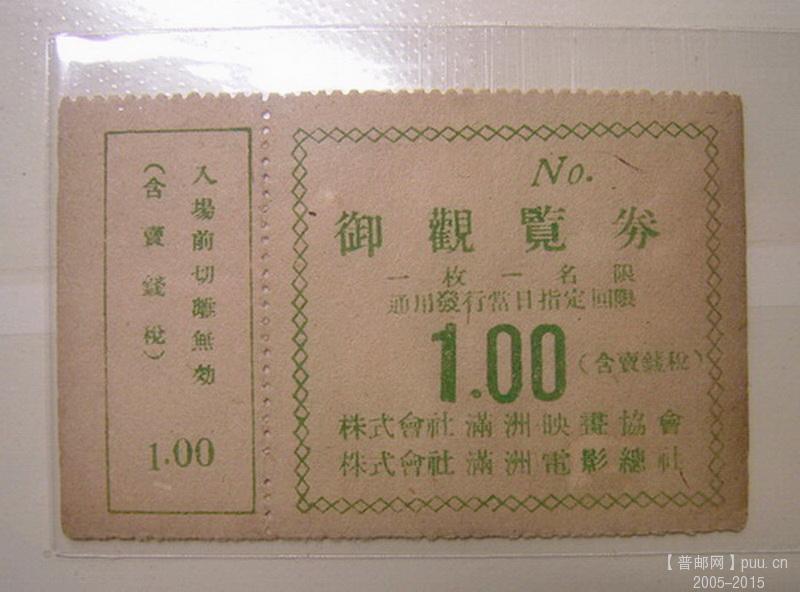 入場前切離無効
(含賣錢稅)
1.00
No.
御觀覽券
一枚一名限
通用發行當日指定回限
1.00 (含賣錢稅)
株式會社滿洲映畫協會
株式會社滿洲電影總社
【普邮网】puu.cn
2005-2015